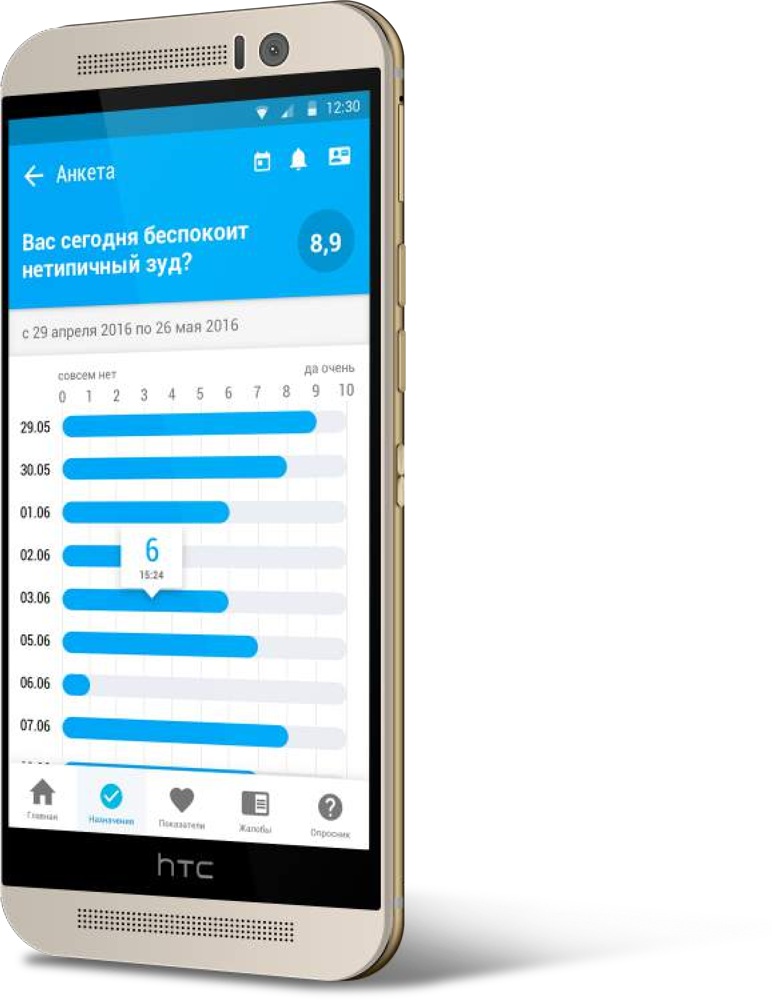 12:30
Анкета
Вас сегодня беспокоит
нетипичный зуд?
8,9
с 29 апреля 2016 по 26 мая 2016
совсем нет
да очень
0 1 2 3 4 5 6 7 8 9 10
29.05
30.05
01.06
02.06
6
15:24
03.06
05.06
06.06
07.06
Главная
Назначения
Показатели
Жалобы
Опросник
hTC